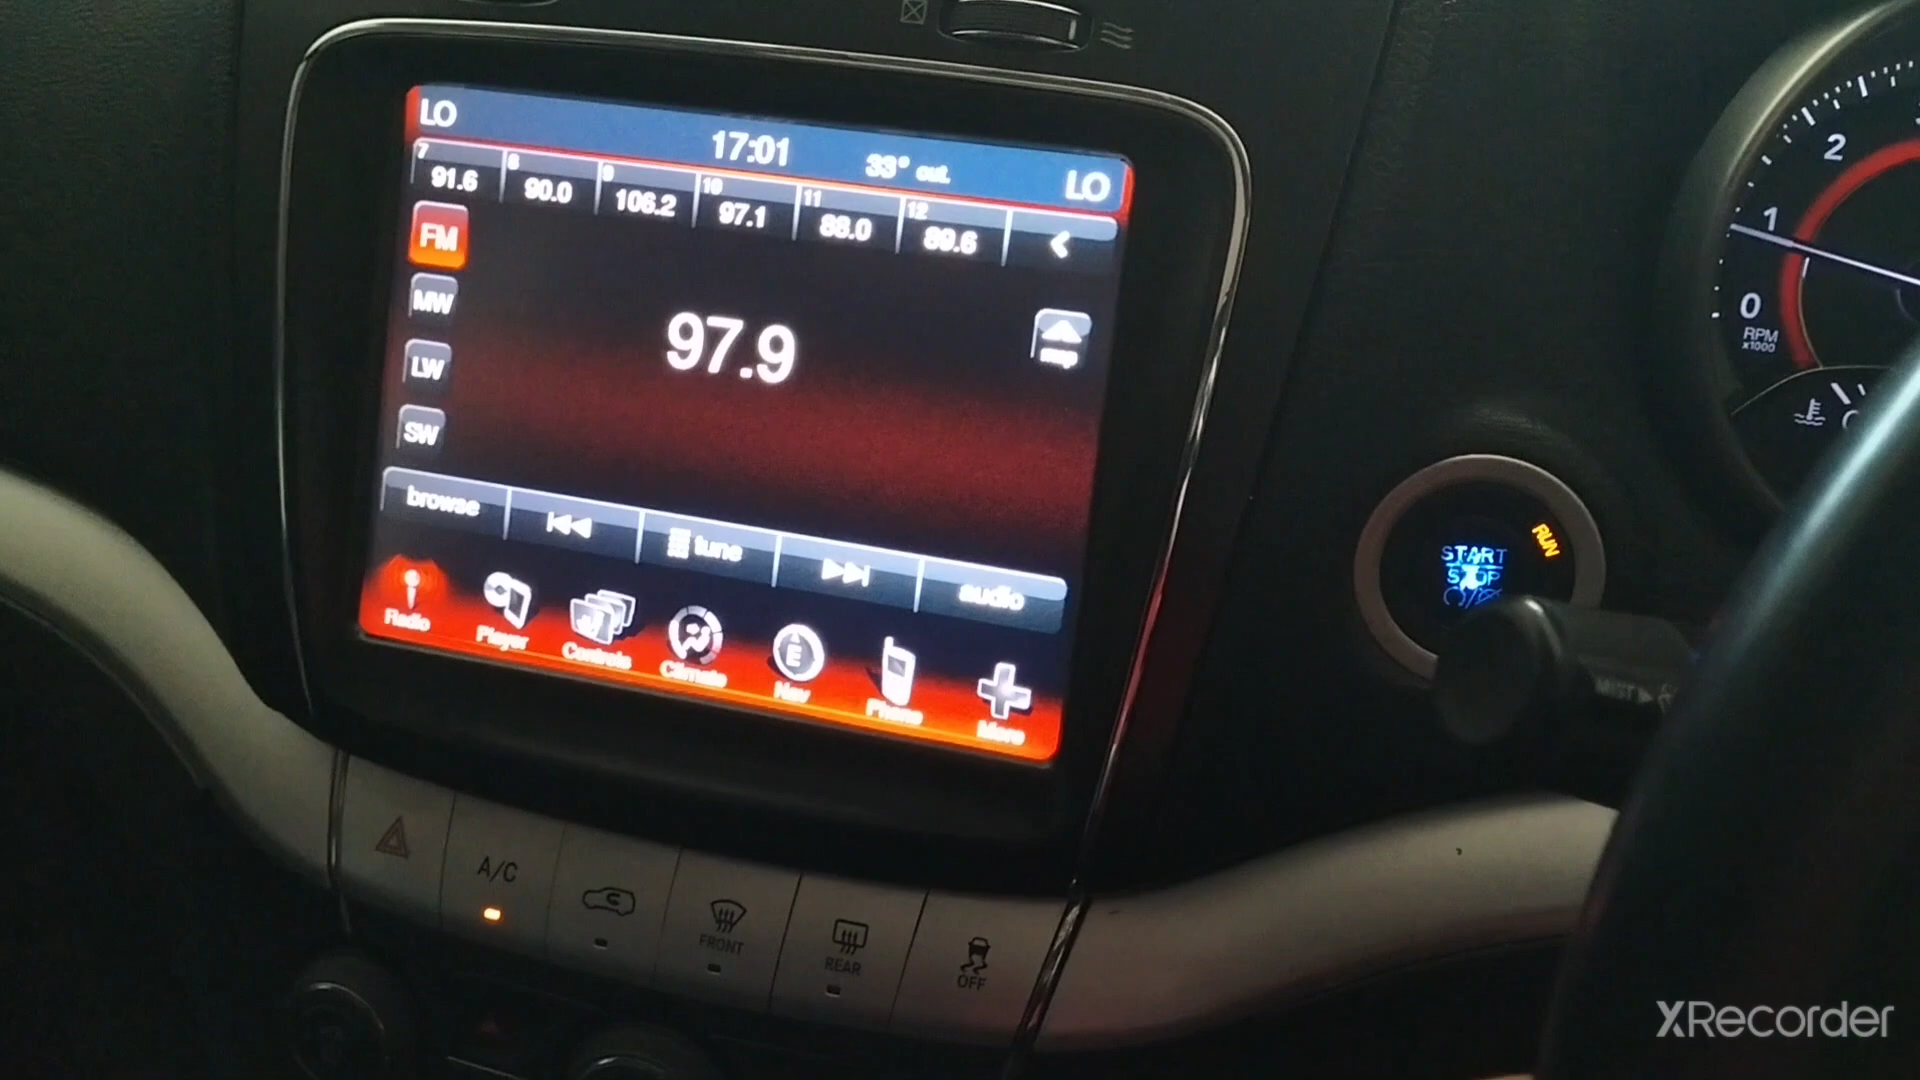 LO
17:01
33° out.
LO
7
91.6
8
90.0
9
106.2
10
97.1
11
88.0
12
89.6
FM
MW
LW
SW
97.9
map
browse
tune
audio
Radio
Player
Controls
Climate
E
Nav
Phone
More
A/C
FRONT
REAR
OFF
START
STOP
RUN
MIST
2
1
0
RPM
x1000
XRecorder